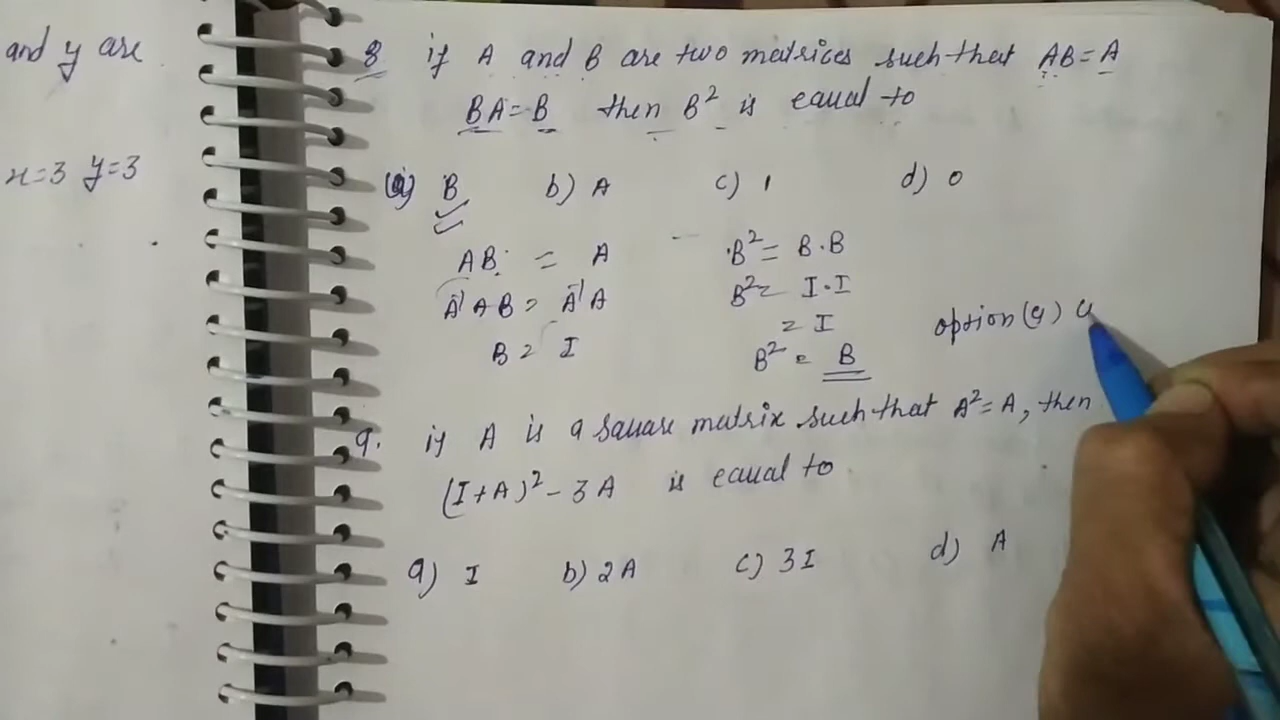 and y are
x=3 y=3
8 if A and B are two matrices such that AB=A
BA=B then B² is equal to
(a) B b) A c) 1 d) 0
AB = A
A⁻¹AB = A⁻¹A
B = I
B² = B·B
B² = I·I
= I
B² = B
option (a)
9. if A is a square matrix such that A²=A, then
(I+A)² - 3A is equal to
a) I b) 2A c) 3I d) A